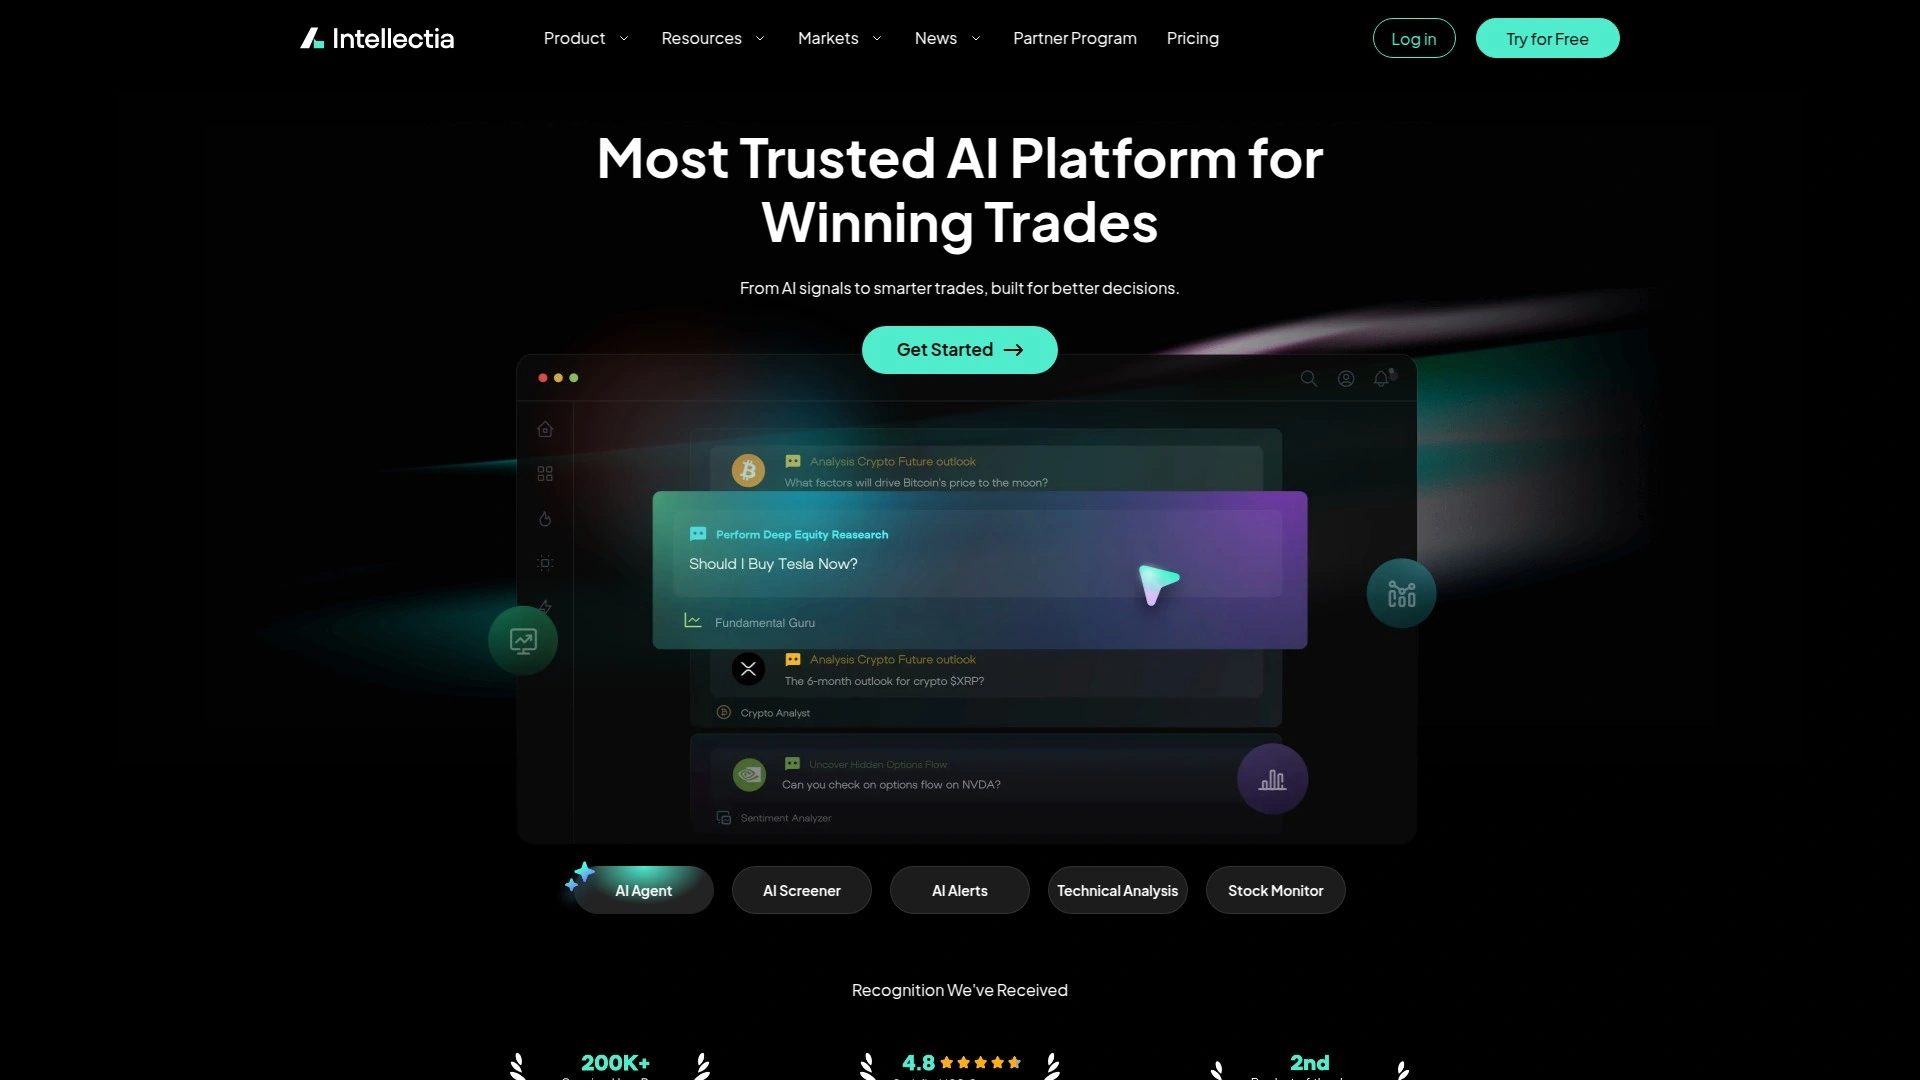 Intellectia
Product
Resources
Markets
News
Partner Program
Pricing
Log in
Try for Free
Most Trusted AI Platform for
Winning Trades
From AI signals to smarter trades, built for better decisions.
Get Started
Analysis Crypto Future outlook
What factors will drive Bitcoin's price to the moon?
Perform Deep Equity Reasearch
Should I Buy Tesla Now?
Fundamental Guru
Analysis Crypto Future outlook
The 6-month outlook for crypto $XRP?
Crypto Analyst
Uncover Hidden Options Flow
Can you check on options flow on NVDA?
Sentiment Analyzer
AI Agent
AI Screener
AI Alerts
Technical Analysis
Stock Monitor
Recognition We've Received
200K+
4.8
2nd